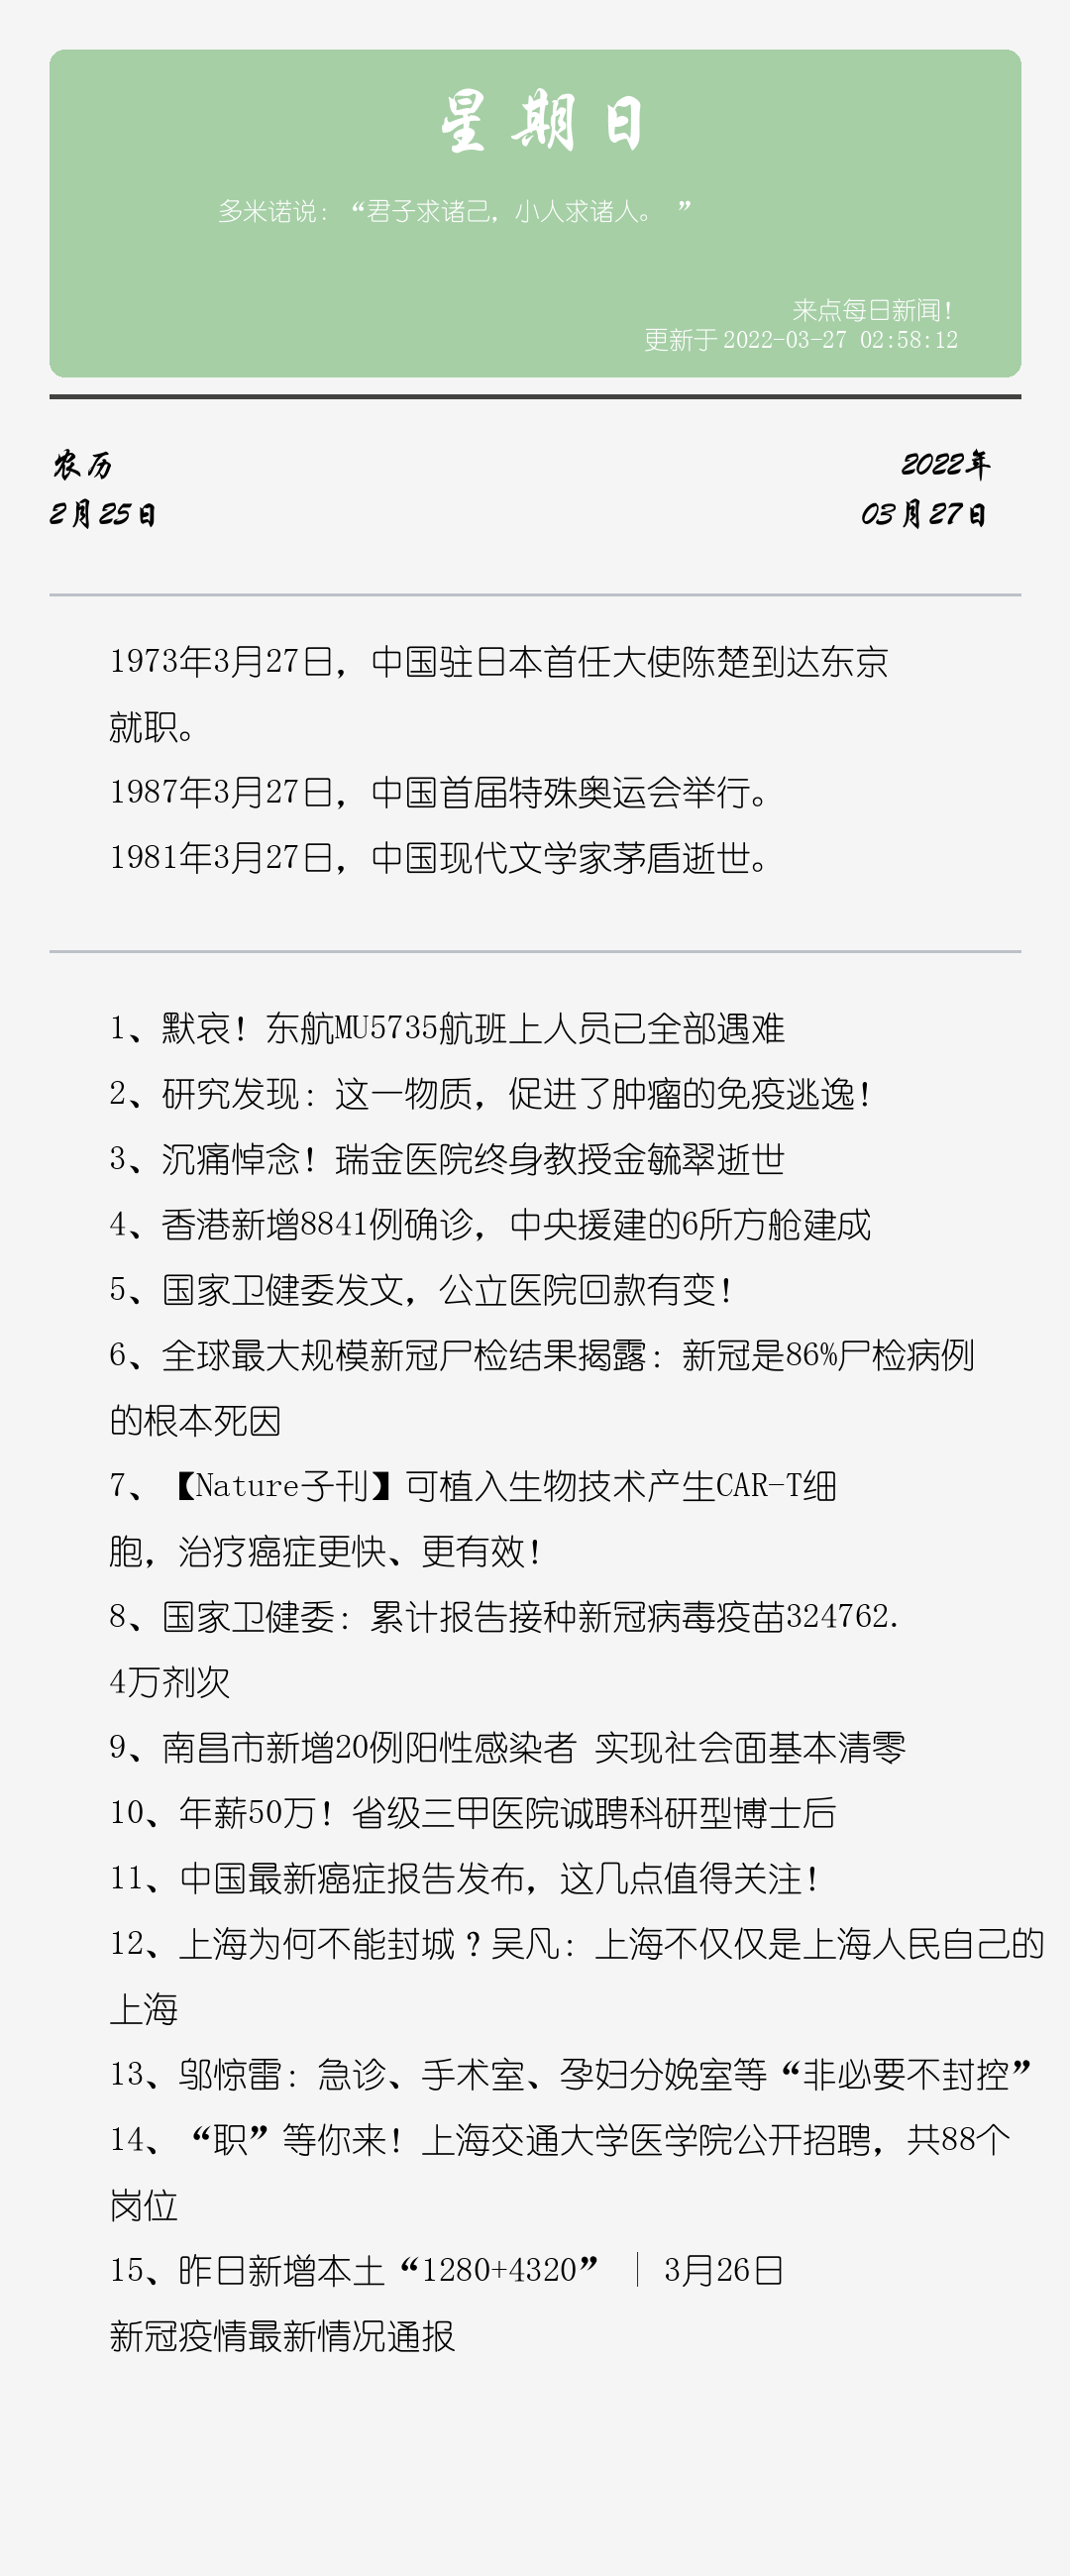 星期日
多米诺说：“君子求诸己，小人求诸人。 ”
来点每日新闻！
更新于2022-03-27 02:58:12
农历
2022年
2月25日
03月27日
1973年3月27日，中国驻日本首任大使陈楚到达东京
就职。
1987年3月27日，中国首届特殊奥运会举行。
1981年3月27日，中国现代文学家茅盾逝世。
1、默哀！东航MU5735航班上人员已全部遇难
2、研究发现：这一物质，促进了肿瘤的免疫逃逸！
3、沉痛悼念！瑞金医院终身教授金毓翠逝世
4、香港新增8841例确诊，中央援建的6所方舱建成
5、国家卫健委发文，公立医院回款有变！
6、全球最大规模新冠尸检结果揭露：新冠是86%尸检病例
的根本死因
7、【Nature子刊】可植入生物技术产生CAR-T细
胞，治疗癌症更快、更有效！
8、国家卫健委：累计报告接种新冠病毒疫苗324762.
4万剂次
9、南昌市新增20例阳性感染者 实现社会面基本清零
10、年薪50万！省级三甲医院诚聘科研型博士后
11、中国最新癌症报告发布，这几点值得关注！
12、上海为何不能封城？吴凡：上海不仅仅是上海人民自己的
上海
13、邬惊雷：急诊、手术室、孕妇分娩室等“非必要不封控”
14、“职”等你来！上海交通大学医学院公开招聘，共88个
岗位
15、昨日新增本土“1280+4320” ｜ 3月26日
新冠疫情最新情况通报